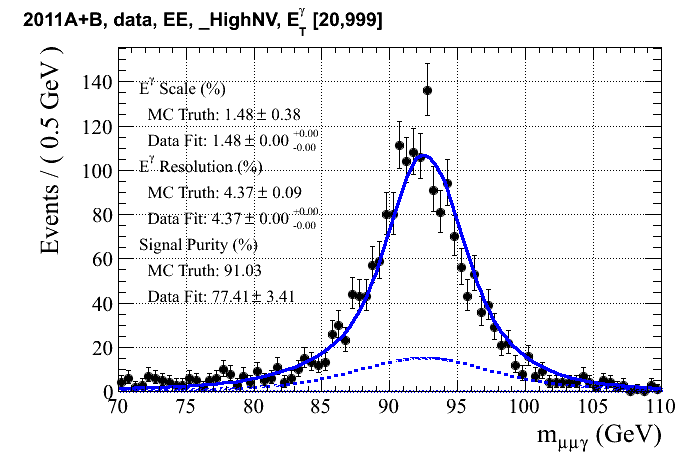 2011A+B, data, EE, _HighNV, E_T^γ [20,999]
Events / ( 0.5 GeV )
140
120
100
80
60
40
20
0
E^γ Scale (%)
MC Truth: 1.48 ± 0.38
Data Fit: 1.48 ± 0.00 +0.00 -0.00
E^γ Resolution (%)
MC Truth: 4.37 ± 0.09
Data Fit: 4.37 ± 0.00 +0.00 -0.00
Signal Purity (%)
MC Truth: 91.03
Data Fit: 77.41 ± 3.41
70 75 80 85 90 95 100 105 110
m_μμγ (GeV)